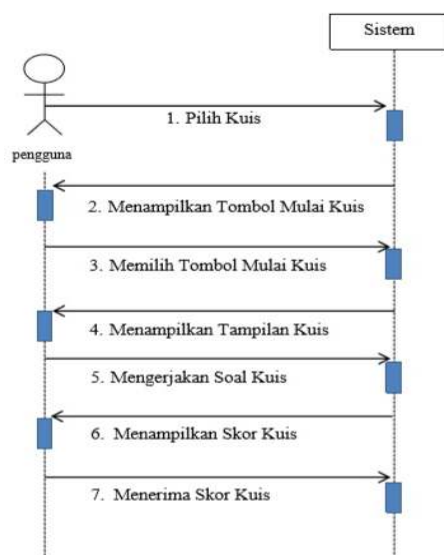 Sistem
1. Pilih Kuis
pengguna
2. Menampilkan Tombol Mulai Kuis
3. Memilih Tombol Mulai Kuis
4. Menampilkan Tampilan Kuis
5. Mengerjakan Soal Kuis
6. Menampilkan Skor Kuis
7. Menerima Skor Kuis